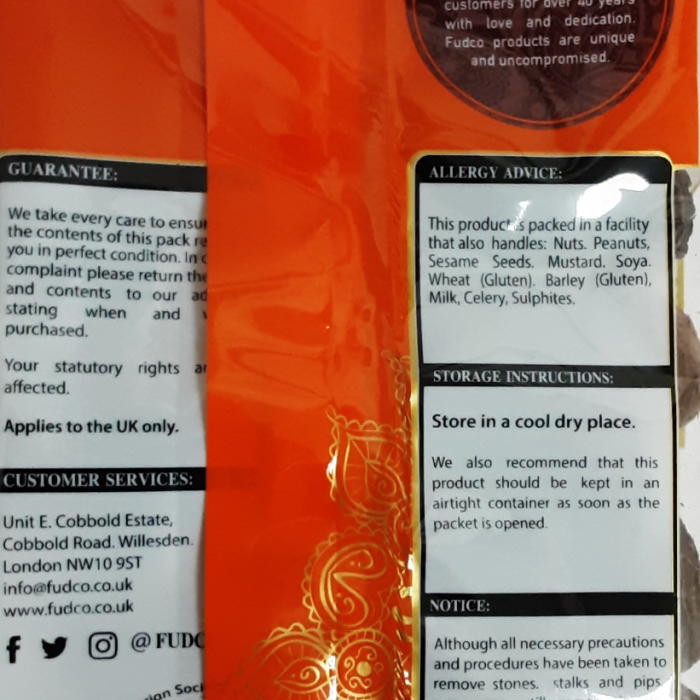 customers for over 40 years
with love and dedication.
Fudco products are unique
and uncompromised.
GUARANTEE:
We take every care to ensu
the contents of this pack re
you in perfect condition. In c
complaint please return the
and contents to our ad
stating when and
purchased.
Your statutory rights ar
affected.
Applies to the UK only.
CUSTOMER SERVICES:
Unit E. Cobbold Estate,
Cobbold Road. Willesden.
London NW10 9ST
info@fudco.co.uk
www.fudco.co.uk
@ FUDC
ian Soci
ALLERGY ADVICE:
This product is packed in a facility
that also handles: Nuts. Peanuts,
Sesame Seeds. Mustard. Soya.
Wheat (Gluten). Barley (Gluten),
Milk, Celery, Sulphites.
STORAGE INSTRUCTIONS:
Store in a cool dry place.
We also recommend that this
product should be kept in an
airtight container as soon as the
packet is opened.
NOTICE:
Although all necessary precautions
and procedures have been taken to
remove stones. stalks and pips